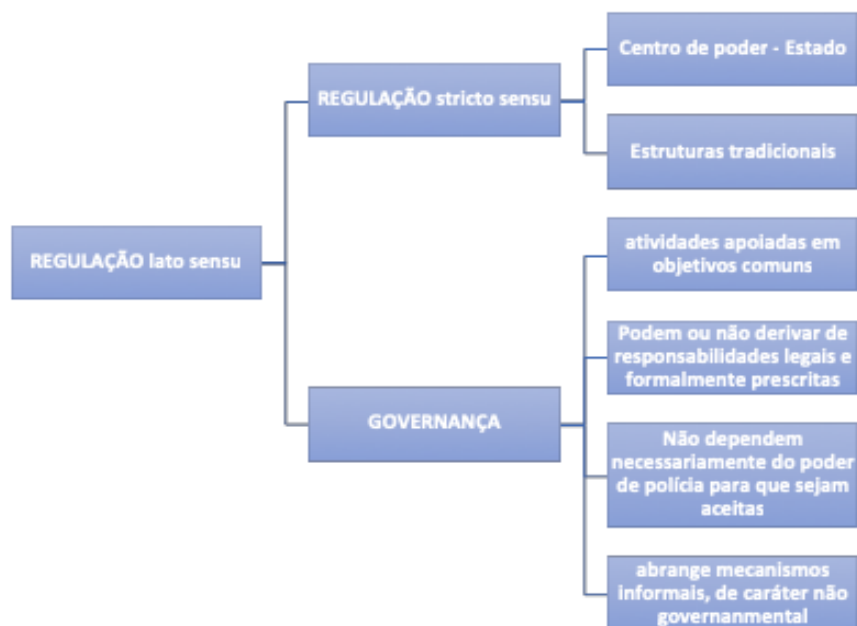 REGULAÇÃO lato sensu
REGULAÇÃO stricto sensu
Centro de poder - Estado
Estruturas tradicionais
GOVERNANÇA
atividades apoiadas em
objetivos comuns
Podem ou não derivar de
responsabilidades legais e
formalmente prescritas
Não dependem
necessariamente do poder
de polícia para que sejam
aceitas
abrange mecanismos
informais, de caráter não
governanmental